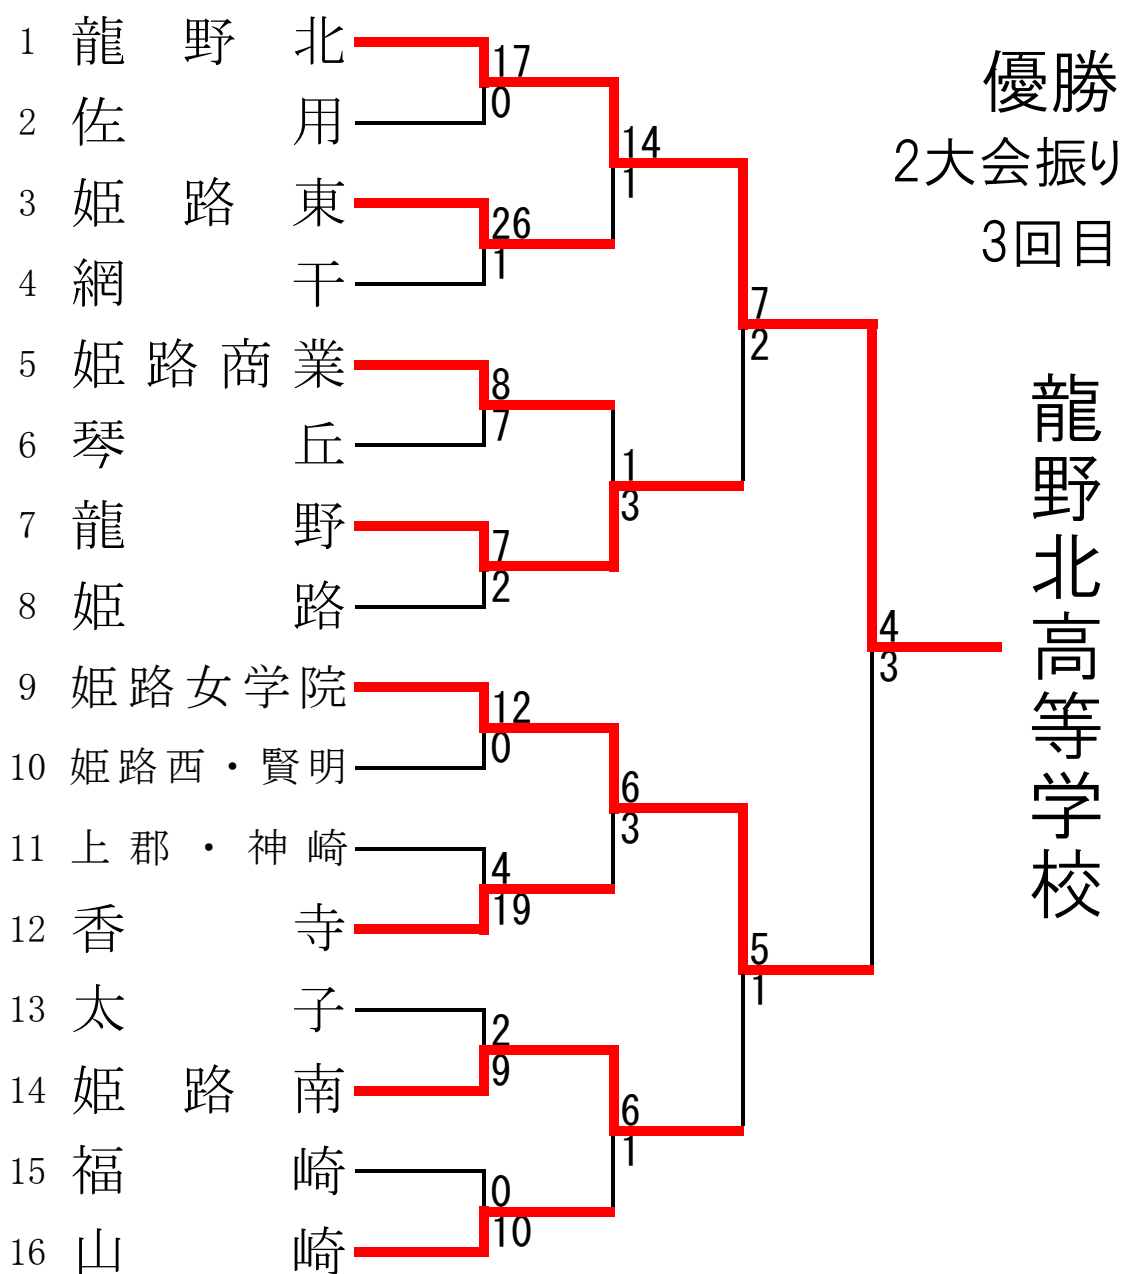 1 龍野北
2 佐用
3 姫路東
4 網干
5 姫路商業
6 琴丘
7 龍野
8 姫路
9 姫路女学院
10 姫路西・賢明
11 上郡・神崎
12 香寺
13 太子
14 姫路南
15 福崎
16 山崎
17
0
26
1
8
7
7
2
12
0
4
19
2
9
0
10
14
1
1
3
6
3
6
1
7
2
5
1
4
3
優勝
2大会振り
3回目
龍野北高等学校